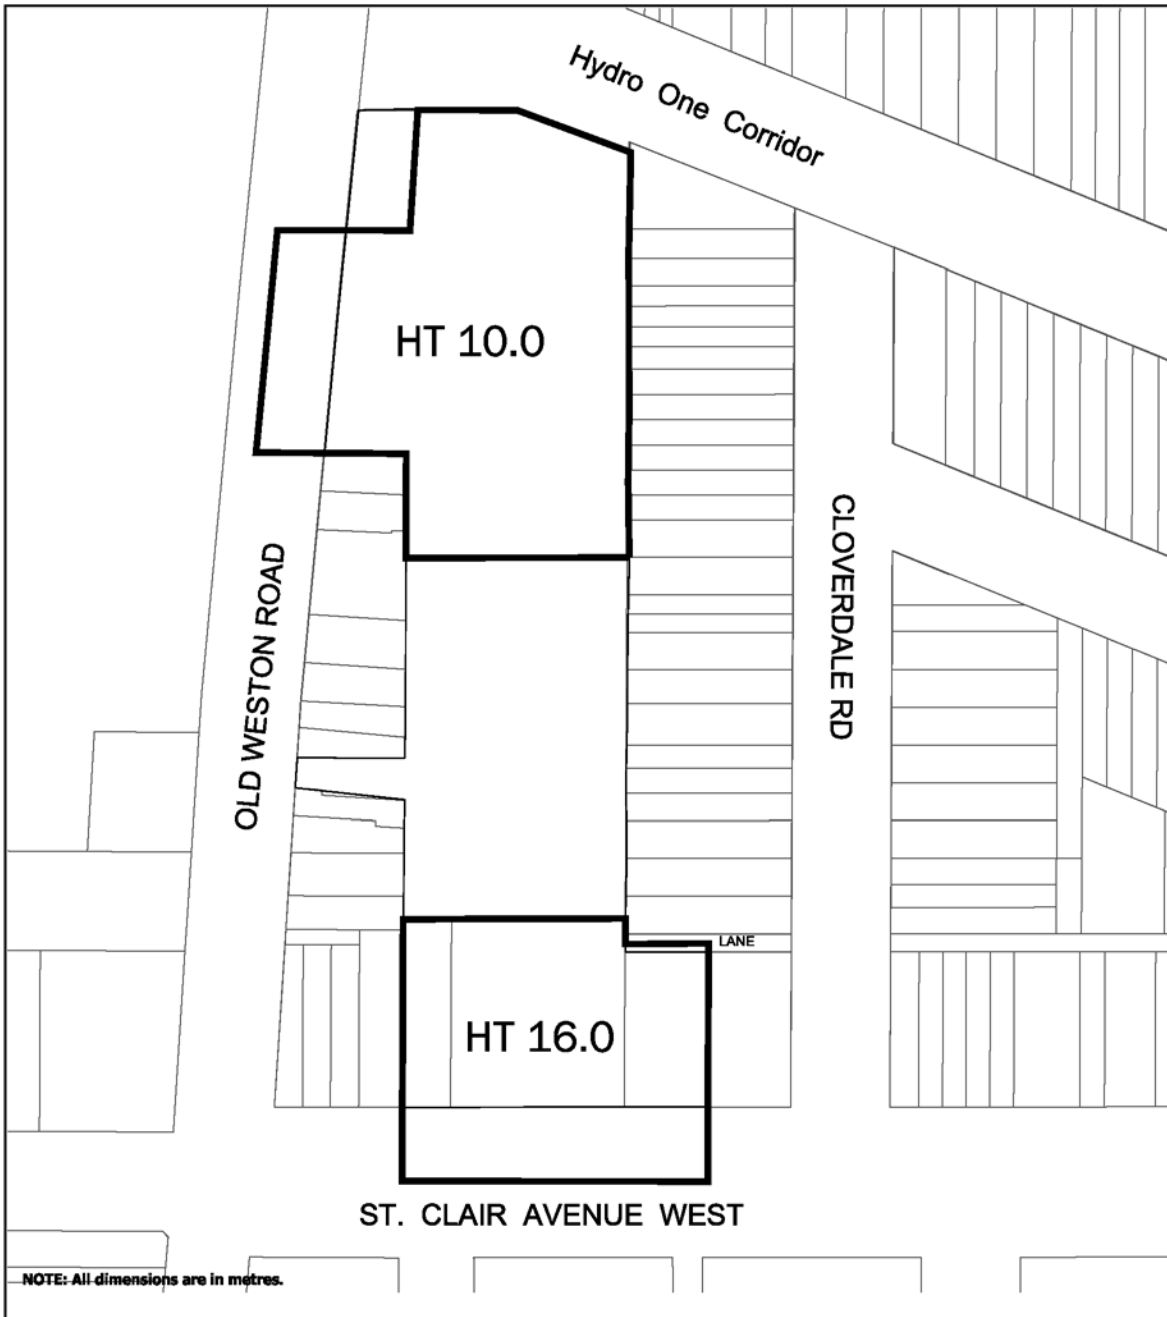 Hydro One Corridor
HT 10.0
CLOVERDALE RD
OLD WESTON ROAD
LANE
HT 16.0
ST. CLAIR AVENUE WEST
NOTE: All dimensions are in metres.